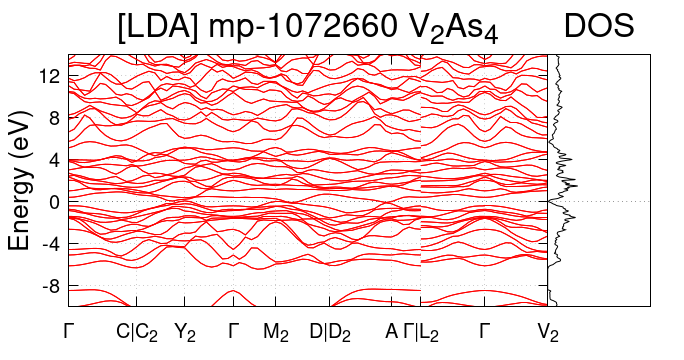 [LDA] mp-1072660 V₂As₄ DOS
Energy (eV)
12
8
4
0
-4
-8
Γ C|C₂ Y₂ Γ M₂ D|D₂ A Γ|L₂ Γ V₂